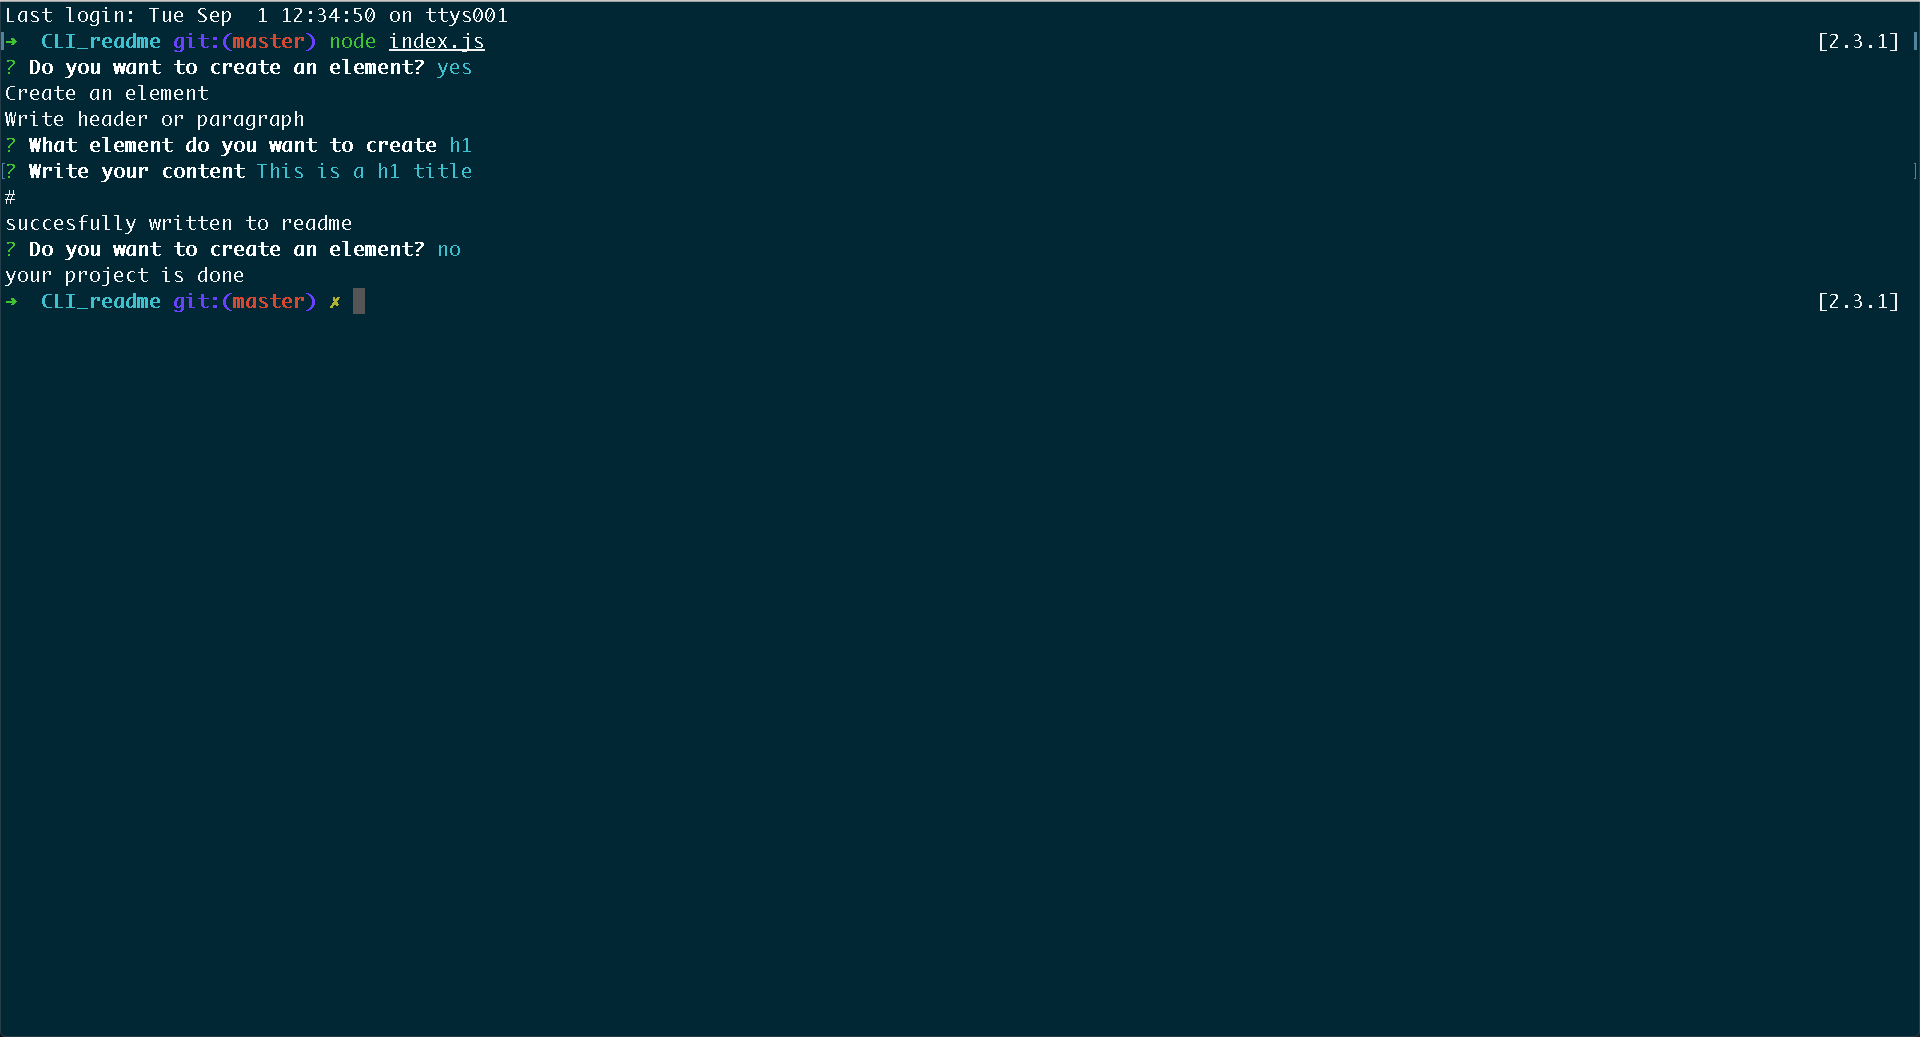 Last login: Tue Sep  1 12:34:50 on ttys001
➜  CLI_readme git:(master) node index.js [2.3.1]
? Do you want to create an element? yes
Create an element
Write header or paragraph
? What element do you want to create h1
? Write your content This is a h1 title
#
succesfully written to readme
? Do you want to create an element? no
your project is done
➜  CLI_readme git:(master) ✗ [2.3.1]